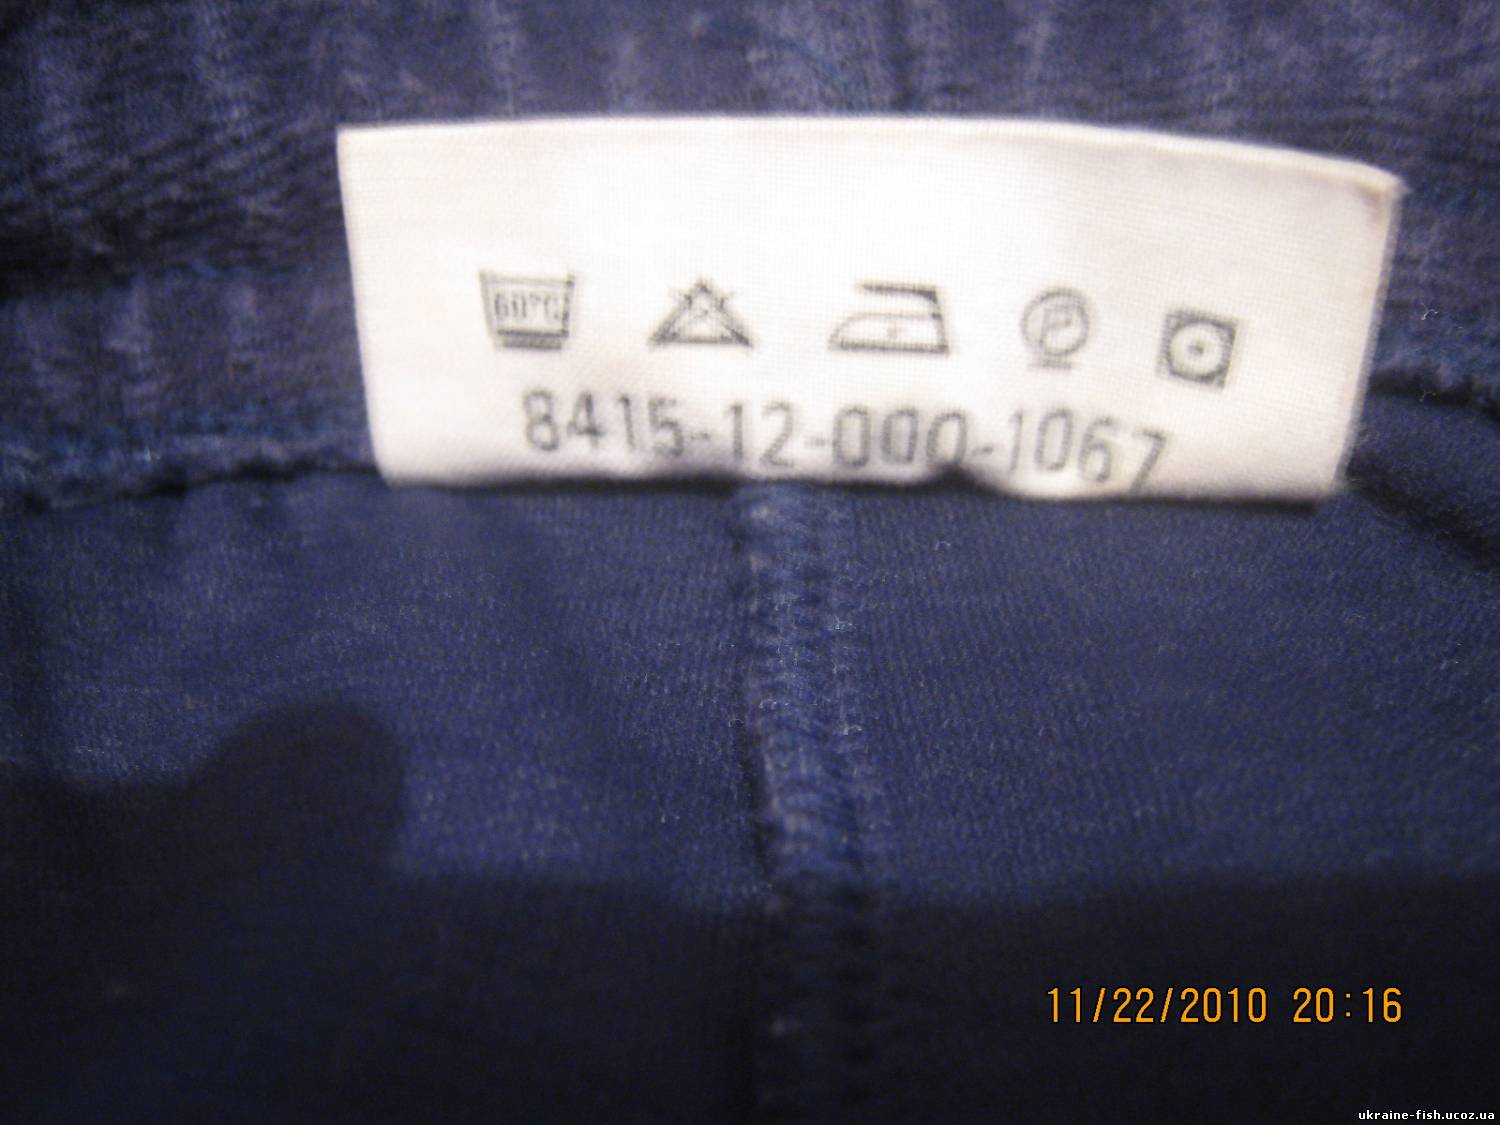 60°C
P
8415-12-000-1067
11/22/2010 20:16
ukraine-fish.ucoz.ua